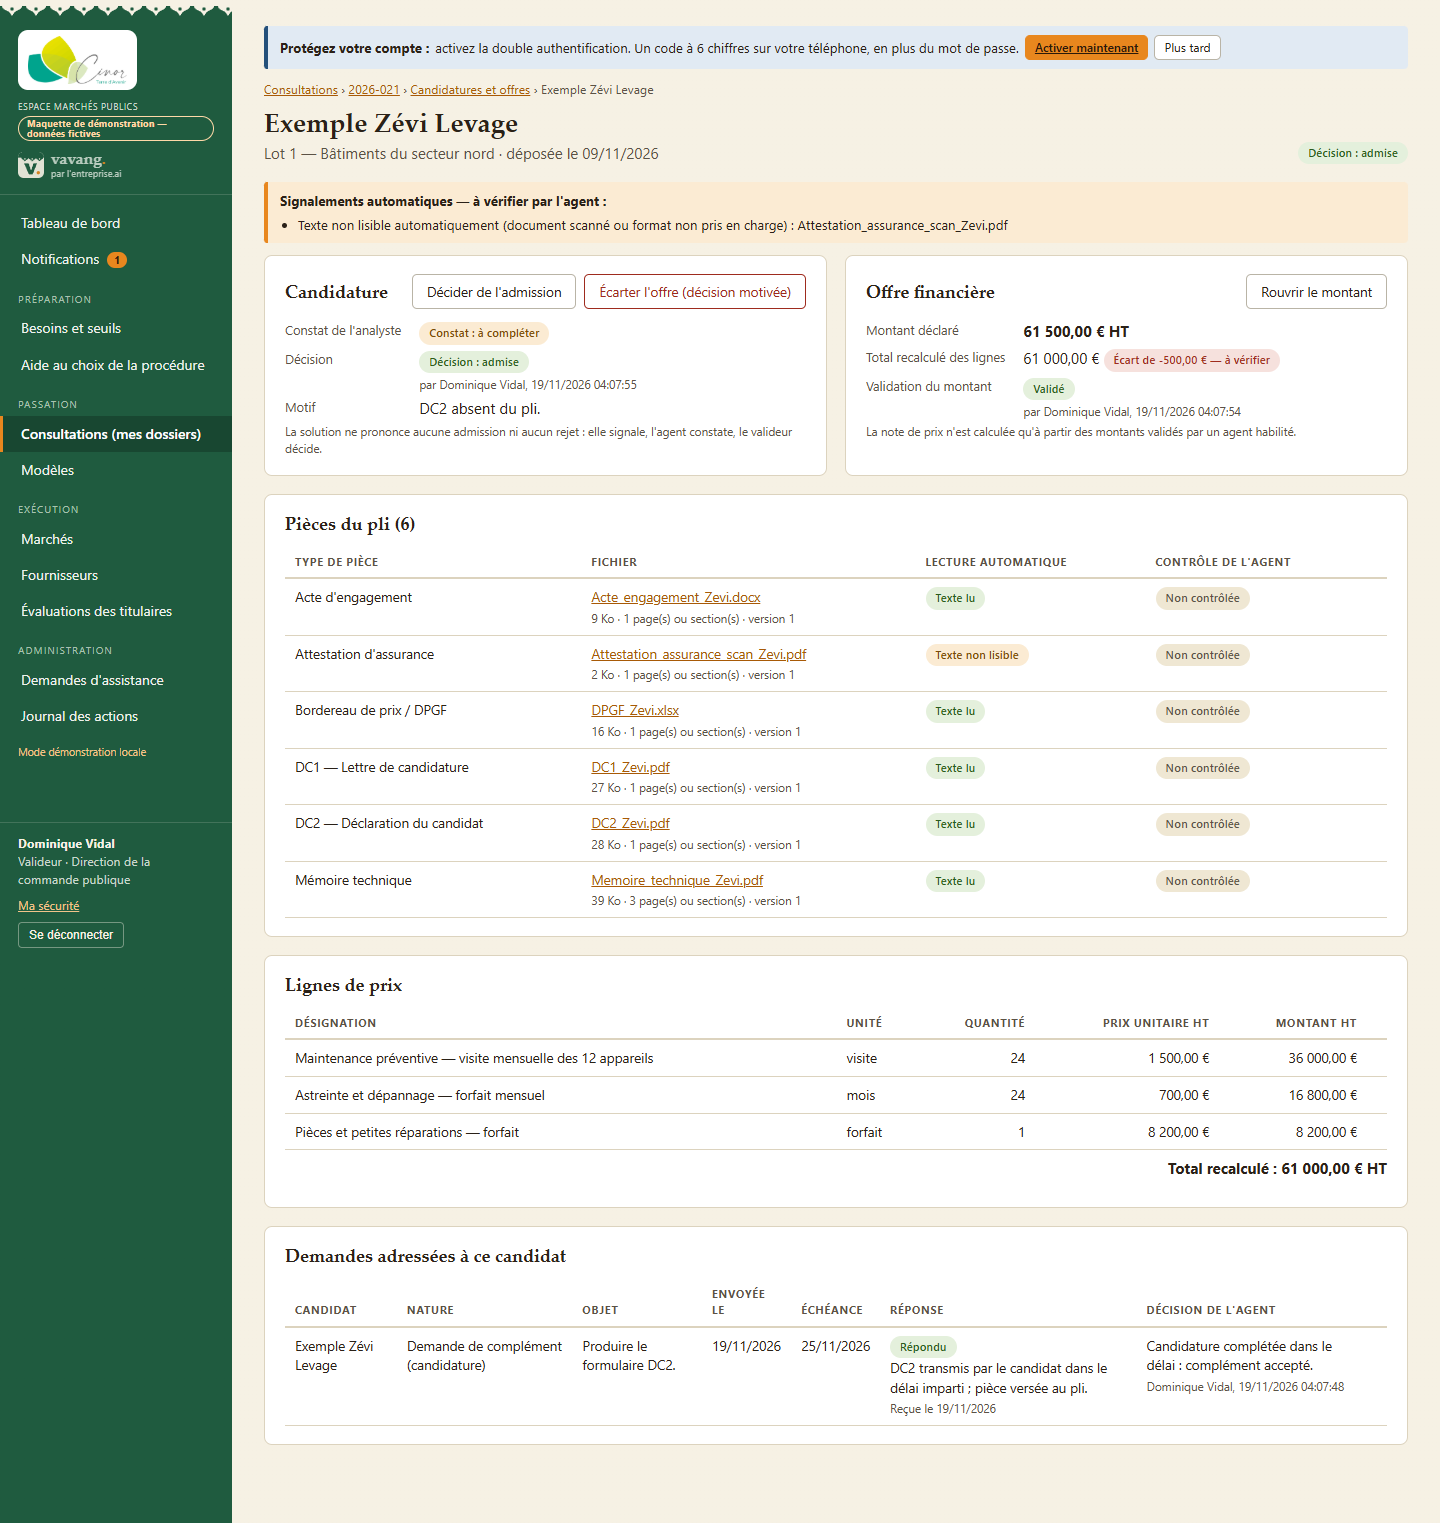 Cinor
Terre d'Avenir
ESPACE MARCHÉS PUBLICS
Maquette de démonstration —
données fictives
vavang.
par l'entreprise.ai
Tableau de bord
Notifications 1
PRÉPARATION
Besoins et seuils
Aide au choix de la procédure
PASSATION
Consultations (mes dossiers)
Modèles
EXÉCUTION
Marchés
Fournisseurs
Évaluations des titulaires
ADMINISTRATION
Demandes d'assistance
Journal des actions
Mode démonstration locale
Dominique Vidal
Valideur · Direction de la
commande publique
Ma sécurité
Se déconnecter
Protégez votre compte : activez la double authentification. Un code à 6 chiffres sur votre téléphone, en plus du mot de passe. Activer maintenant Plus tard
Consultations › 2026-021 › Candidatures et offres › Exemple Zévi Levage
Exemple Zévi Levage
Lot 1 — Bâtiments du secteur nord · déposée le 09/11/2026 Décision : admise
Signalements automatiques — à vérifier par l'agent :
• Texte non lisible automatiquement (document scanné ou format non pris en charge) : Attestation_assurance_scan_Zevi.pdf
Candidature Décider de l'admission Écarter l'offre (décision motivée)
Constat de l'analyste Constat : à compléter
Décision Décision : admise
par Dominique Vidal, 19/11/2026 04:07:55
Motif DC2 absent du pli.
La solution ne prononce aucune admission ni aucun rejet : elle signale, l'agent constate, le valideur
décide.
Offre financière Rouvrir le montant
Montant déclaré 61 500,00 € HT
Total recalculé des lignes 61 000,00 € Écart de -500,00 € — à vérifier
Validation du montant Validé
par Dominique Vidal, 19/11/2026 04:07:54
La note de prix n'est calculée qu'à partir des montants validés par un agent habilité.
Pièces du pli (6)
TYPE DE PIÈCE FICHIER LECTURE AUTOMATIQUE CONTRÔLE DE L'AGENT
Acte d'engagement Acte_engagement_Zevi.docx Texte lu Non contrôlée
9 Ko · 1 page(s) ou section(s) · version 1
Attestation d'assurance Attestation_assurance_scan_Zevi.pdf Texte non lisible Non contrôlée
2 Ko · 1 page(s) ou section(s) · version 1
Bordereau de prix / DPGF DPGF_Zevi.xlsx Texte lu Non contrôlée
16 Ko · 1 page(s) ou section(s) · version 1
DC1 — Lettre de candidature DC1_Zevi.pdf Texte lu Non contrôlée
27 Ko · 1 page(s) ou section(s) · version 1
DC2 — Déclaration du candidat DC2_Zevi.pdf Texte lu Non contrôlée
28 Ko · 1 page(s) ou section(s) · version 1
Mémoire technique Memoire_technique_Zevi.pdf Texte lu Non contrôlée
39 Ko · 3 page(s) ou section(s) · version 1
Lignes de prix
DÉSIGNATION UNITÉ QUANTITÉ PRIX UNITAIRE HT MONTANT HT
Maintenance préventive — visite mensuelle des 12 appareils visite 24 1 500,00 € 36 000,00 €
Astreinte et dépannage — forfait mensuel mois 24 700,00 € 16 800,00 €
Pièces et petites réparations — forfait forfait 1 8 200,00 € 8 200,00 €
Total recalculé : 61 000,00 € HT
Demandes adressées à ce candidat
CANDIDAT NATURE OBJET ENVOYÉE LE ÉCHÉANCE RÉPONSE DÉCISION DE L'AGENT
Exemple Zévi Levage
Demande de complément (candidature)
Produire le formulaire DC2.
19/11/2026
25/11/2026
Répondu
DC2 transmis par le candidat dans le
délai imparti ; pièce versée au pli.
Reçue le 19/11/2026
Candidature complétée dans le
délai : complément accepté.
Dominique Vidal, 19/11/2026 04:07:48